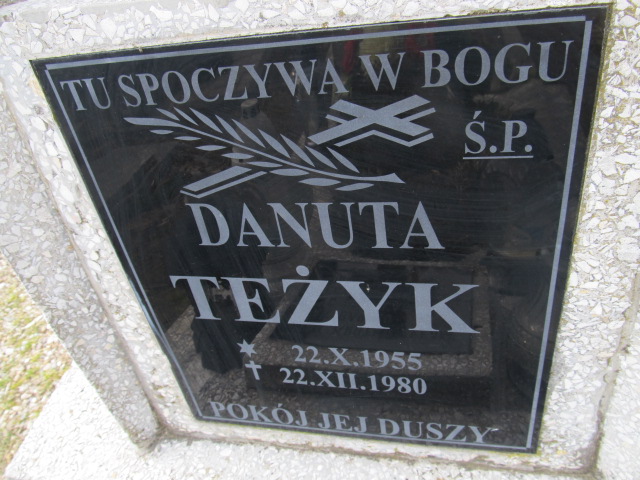 TU SPOCZYWA W BOGU
Ś.P.
DANUTA
TEŻYK
22.X.1955
22.XII.1980
POKÓJ JEJ DUSZY